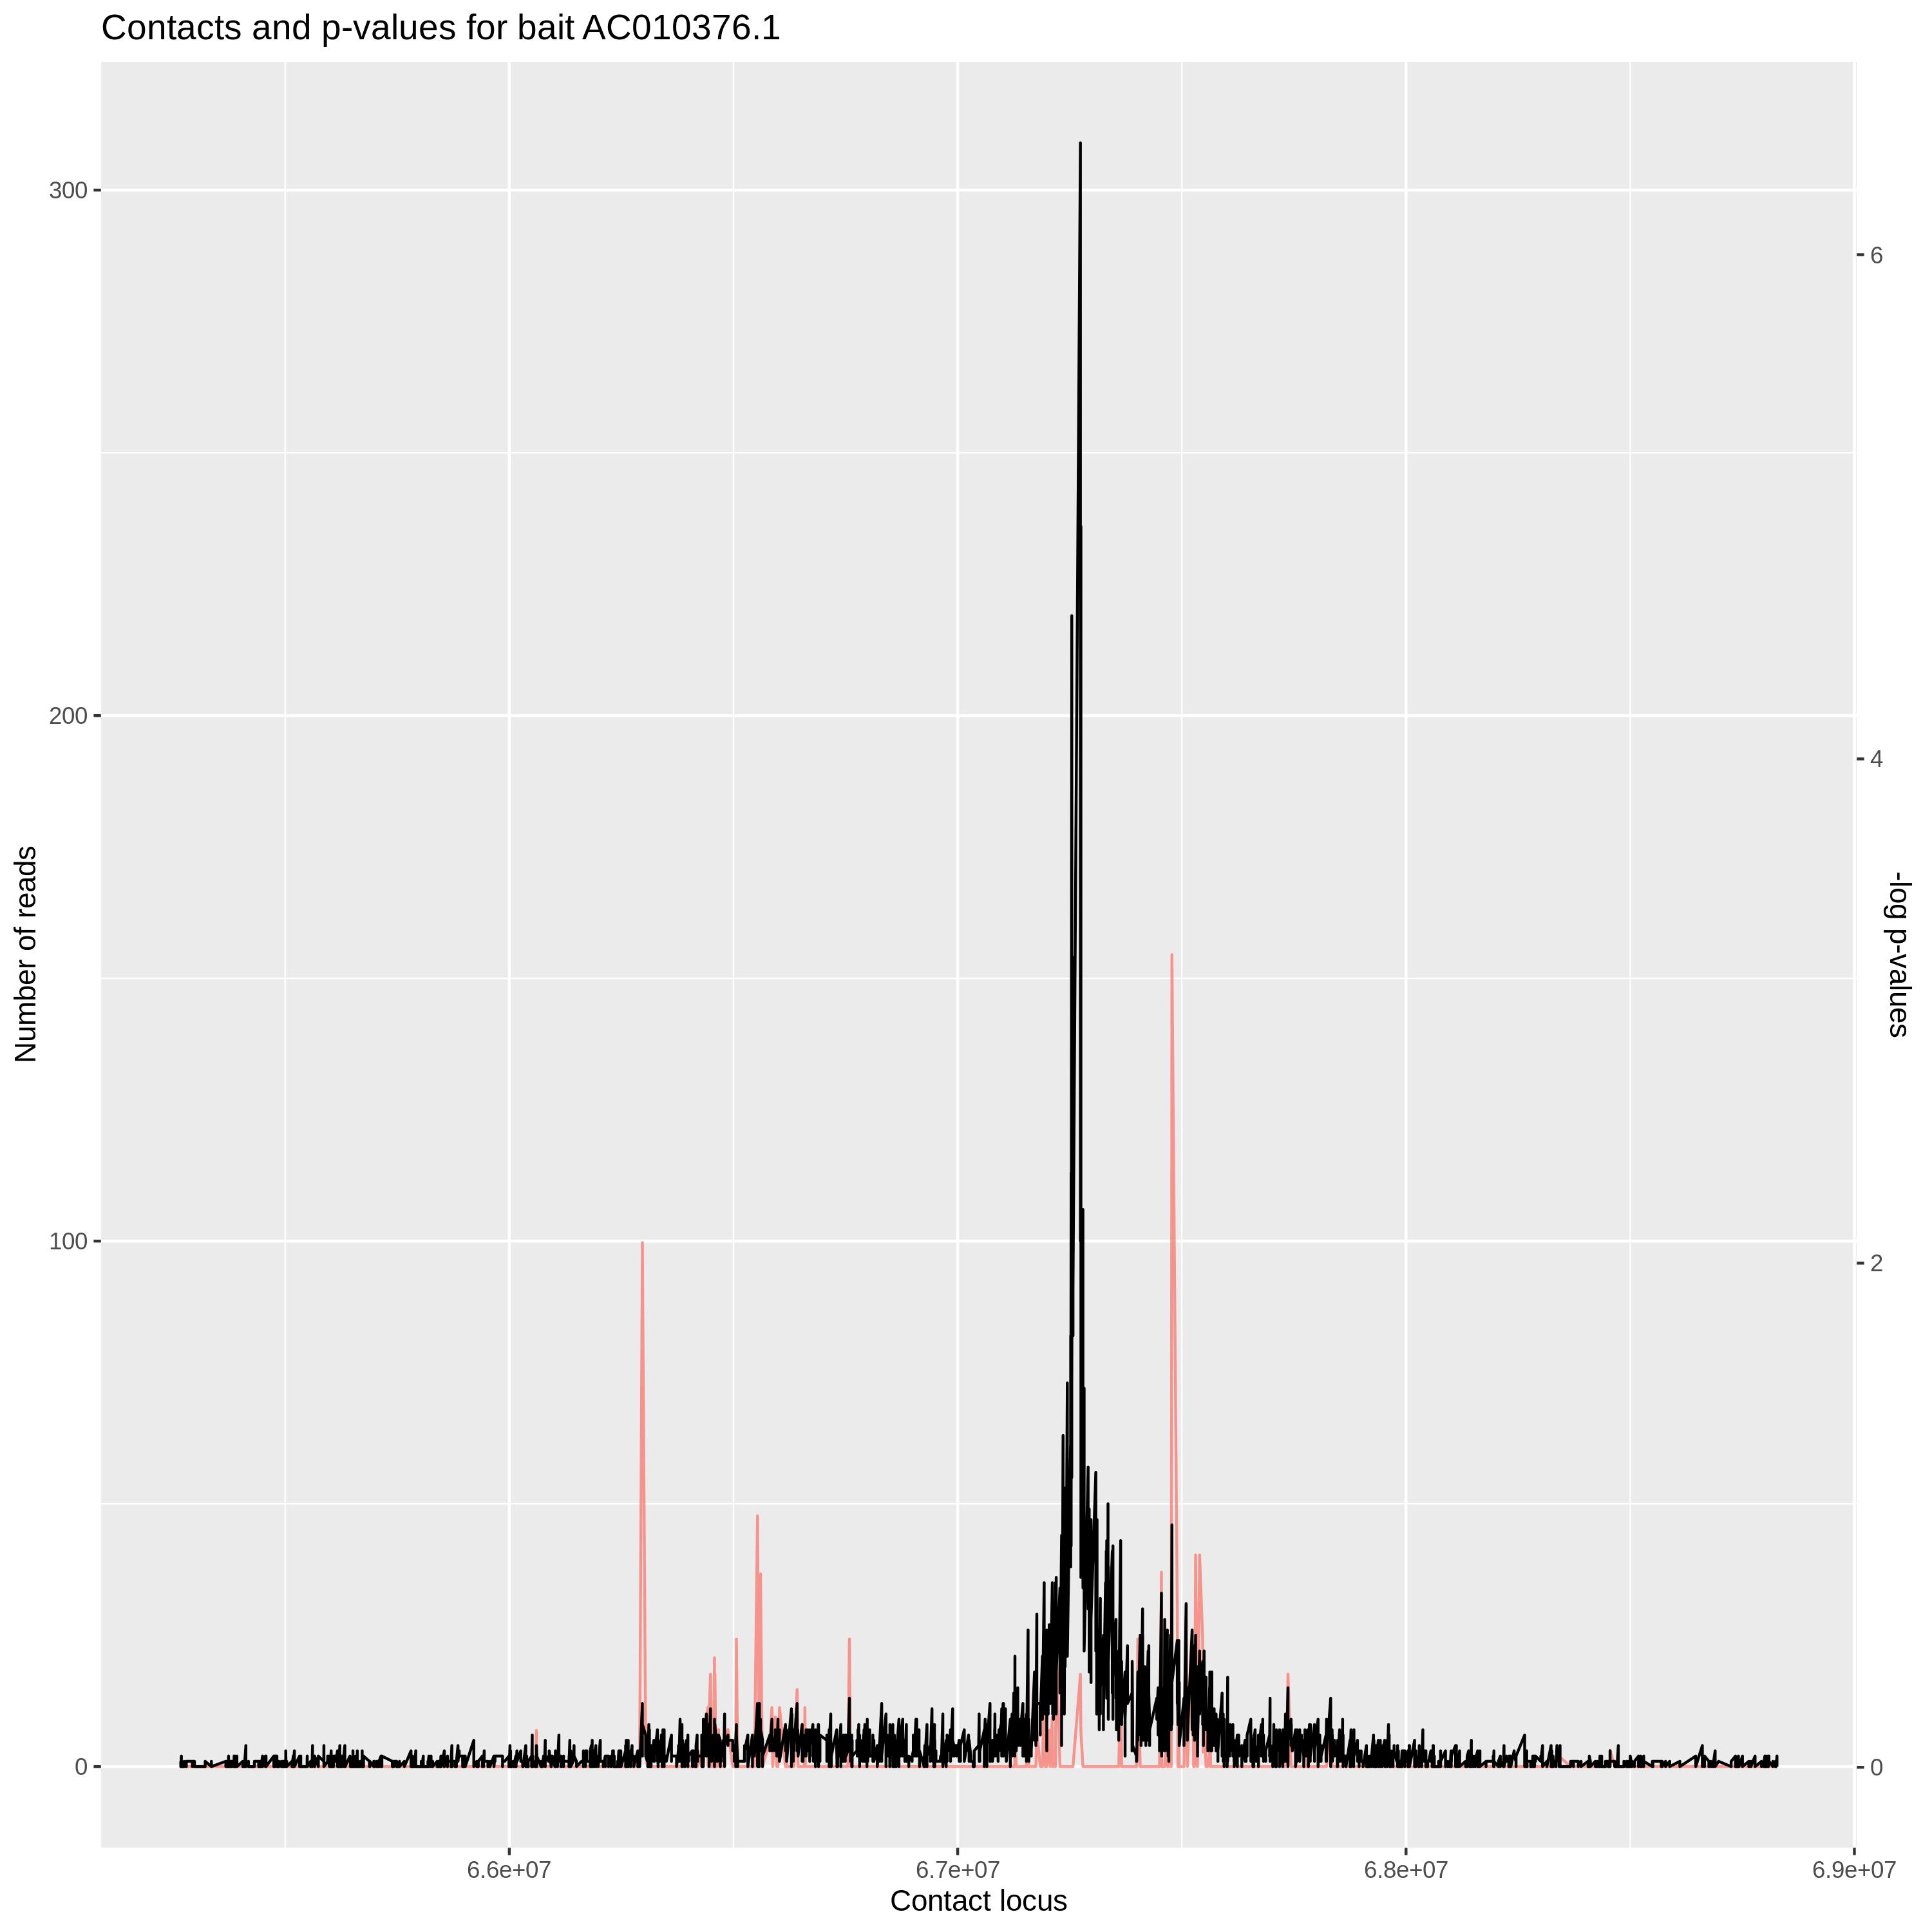 Contacts and p-values for bait AC010376.1
300
200
100
0
Number of reads
6
4
2
0
-log p-values
6.6e+07
6.7e+07
6.8e+07
6.9e+07
Contact locus